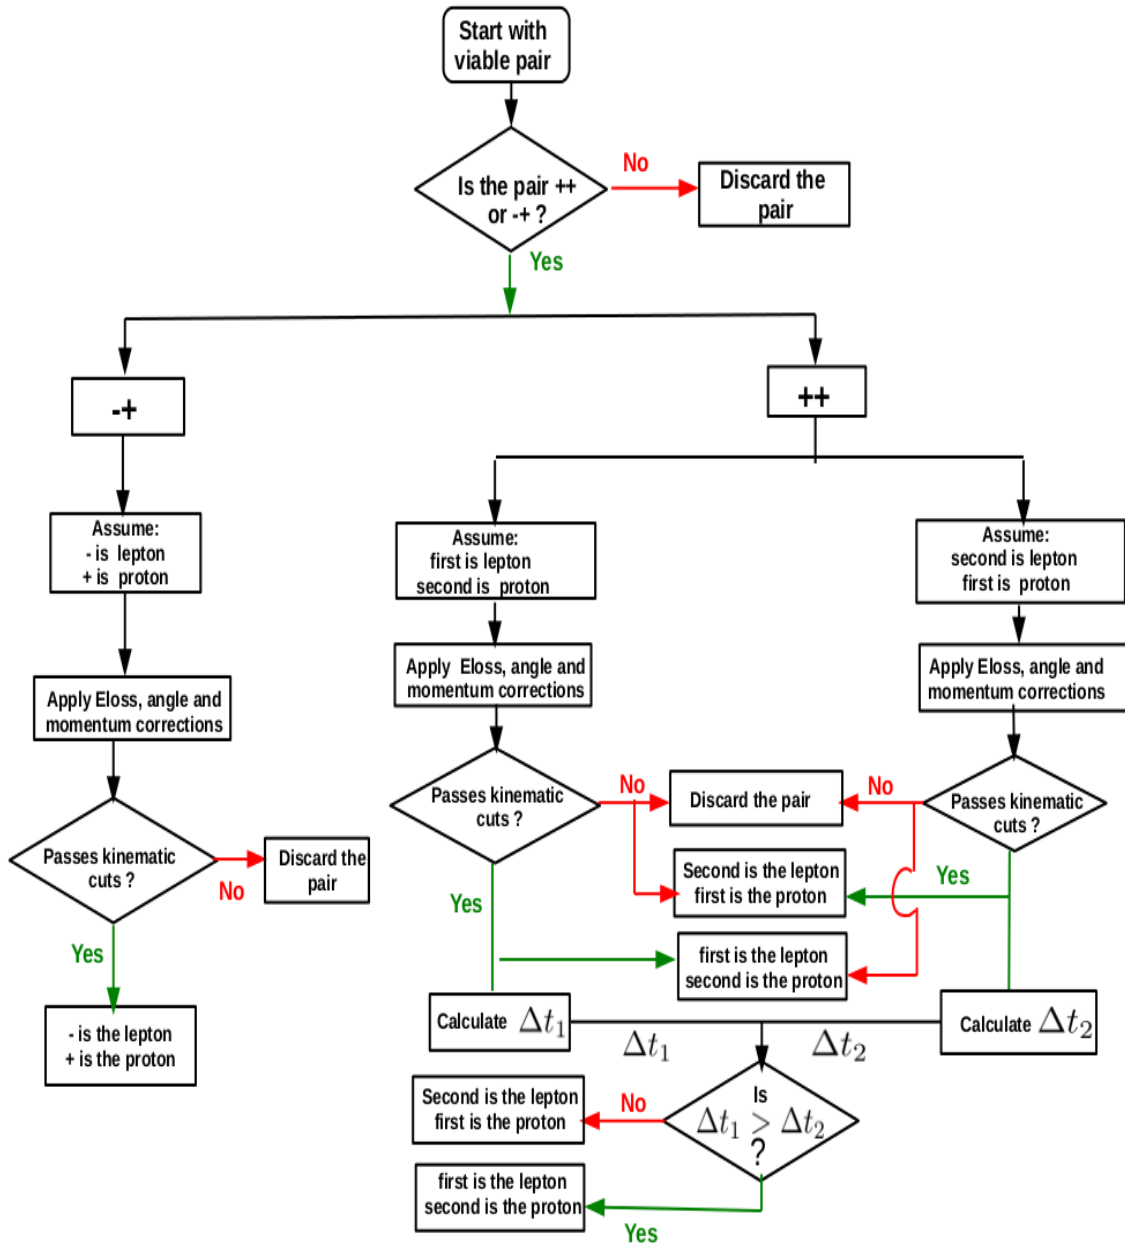 Start with
viable pair
Is the pair ++
or -+ ?
No
Discard the
pair
Yes
-+
++
Assume:
- is lepton
+ is proton
Assume:
first is lepton
second is proton
Assume:
second is lepton
first is proton
Apply Eloss, angle and
momentum corrections
Apply Eloss, angle and
momentum corrections
Apply Eloss, angle and
momentum corrections
Passes kinematic
cuts ?
No
Discard the pair
No
Passes kinematic
cuts ?
Passes kinematic
cuts ?
No
Discard the
pair
Yes
Second is the lepton
first is the proton
Yes
Yes
first is the lepton
second is the proton
- is the lepton
+ is the proton
Calculate Δt₁
Δt₁
Δt₂
Calculate Δt₂
Is
Δt₁ > Δt₂
?
No
Second is the lepton
first is the proton
first is the lepton
second is the proton
Yes